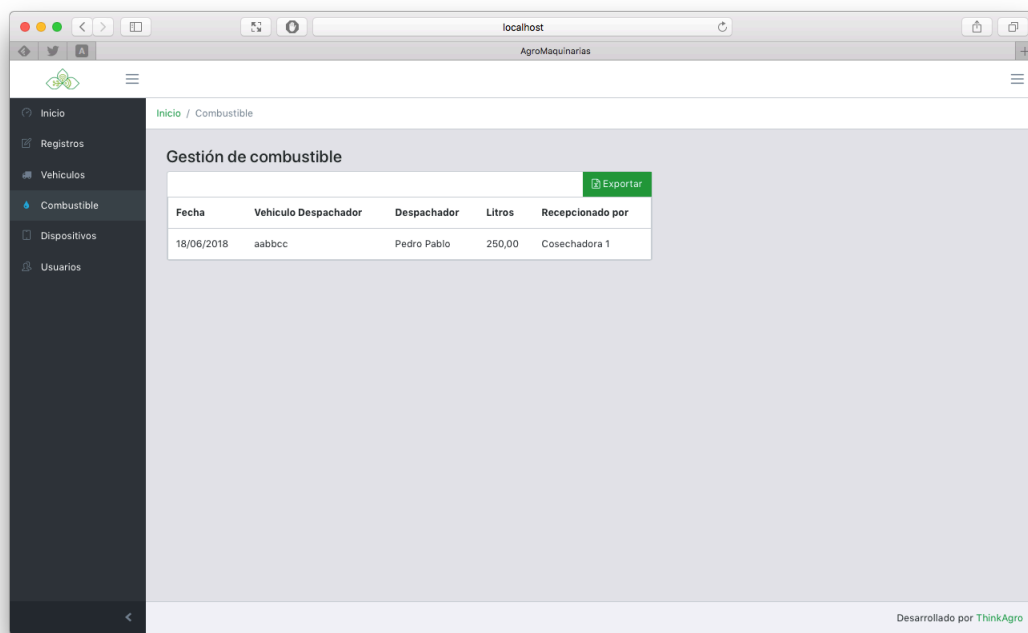 localhost
AgroMaquinarias
Inicio
Registros
Vehiculos
Combustible
Dispositivos
Usuarios
Inicio / Combustible
Gestión de combustible
Exportar
Fecha Vehiculo Despachador Despachador Litros Recepcionado por
18/06/2018 aabbcc Pedro Pablo 250,00 Cosechadora 1
Desarrollado por ThinkAgro